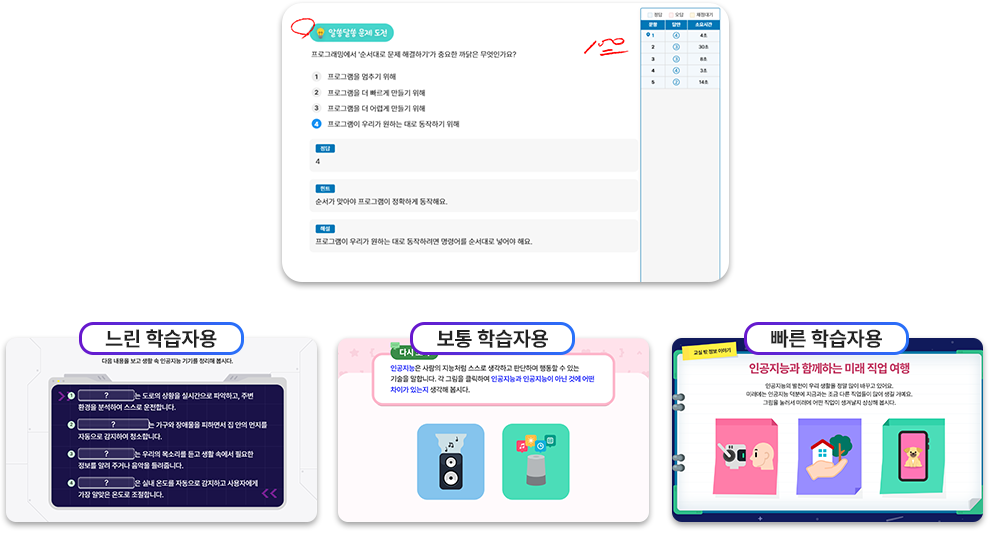 말쏭달쏭 문제 도전
프로그래밍에서 '순서대로 문제 해결하기'가 중요한 까닭은 무엇인가요?
1 프로그램을 멈추기 위해
2 프로그램을 더 빠르게 만들기 위해
3 프로그램을 더 어렵게 만들기 위해
4 프로그램이 우리가 원하는 대로 동작하기 위해
정답
4
힌트
순서가 맞아야 프로그램이 정확하게 동작해요.
해설
프로그램이 우리가 원하는 대로 동작하려면 명령어를 순서대로 넣어야 해요.
100
정답 오답 채점대기
문항 답안 소요시간
1 4 4초
2 3 30초
3 3 8초
4 4 3초
5 2 14초
느린 학습자용
다음 내용을 보고 생활 속 인공지능 기기를 정리해 봅시다.
1 ? 는 도로의 상황을 실시간으로 파악하고, 주변
환경을 분석하여 스스로 운전합니다.
2 ? 는 가구와 장애물을 피하면서 집 안의 먼지를
자동으로 감지하여 청소합니다.
3 ? 는 우리의 목소리를 듣고 생활 속에서 필요한
정보를 알려 주거나 음악을 들려줍니다.
4 ? 은 실내 온도를 자동으로 감지하고 사용자에게
가장 알맞은 온도로 조절합니다.
보통 학습자용
다시
인공지능은 사람의 지능처럼 스스로 생각하고 판단하여 행동할 수 있는
기술을 말합니다. 각 그림을 클릭하여 인공지능과 인공지능이 아닌 것에 어떤
차이가 있는지 생각해 봅시다.
빠른 학습자용
교실 밖 정보 이야기
인공지능과 함께하는 미래 직업 여행
인공지능의 발전이 우리 생활을 정말 많이 바꾸고 있어요.
미래에는 인공지능 덕분에 지금과는 조금 다른 직업들이 많이 생길 거예요.
그림을 눌러서 미래에 어떤 직업이 생겨날지 상상해 봅시다.